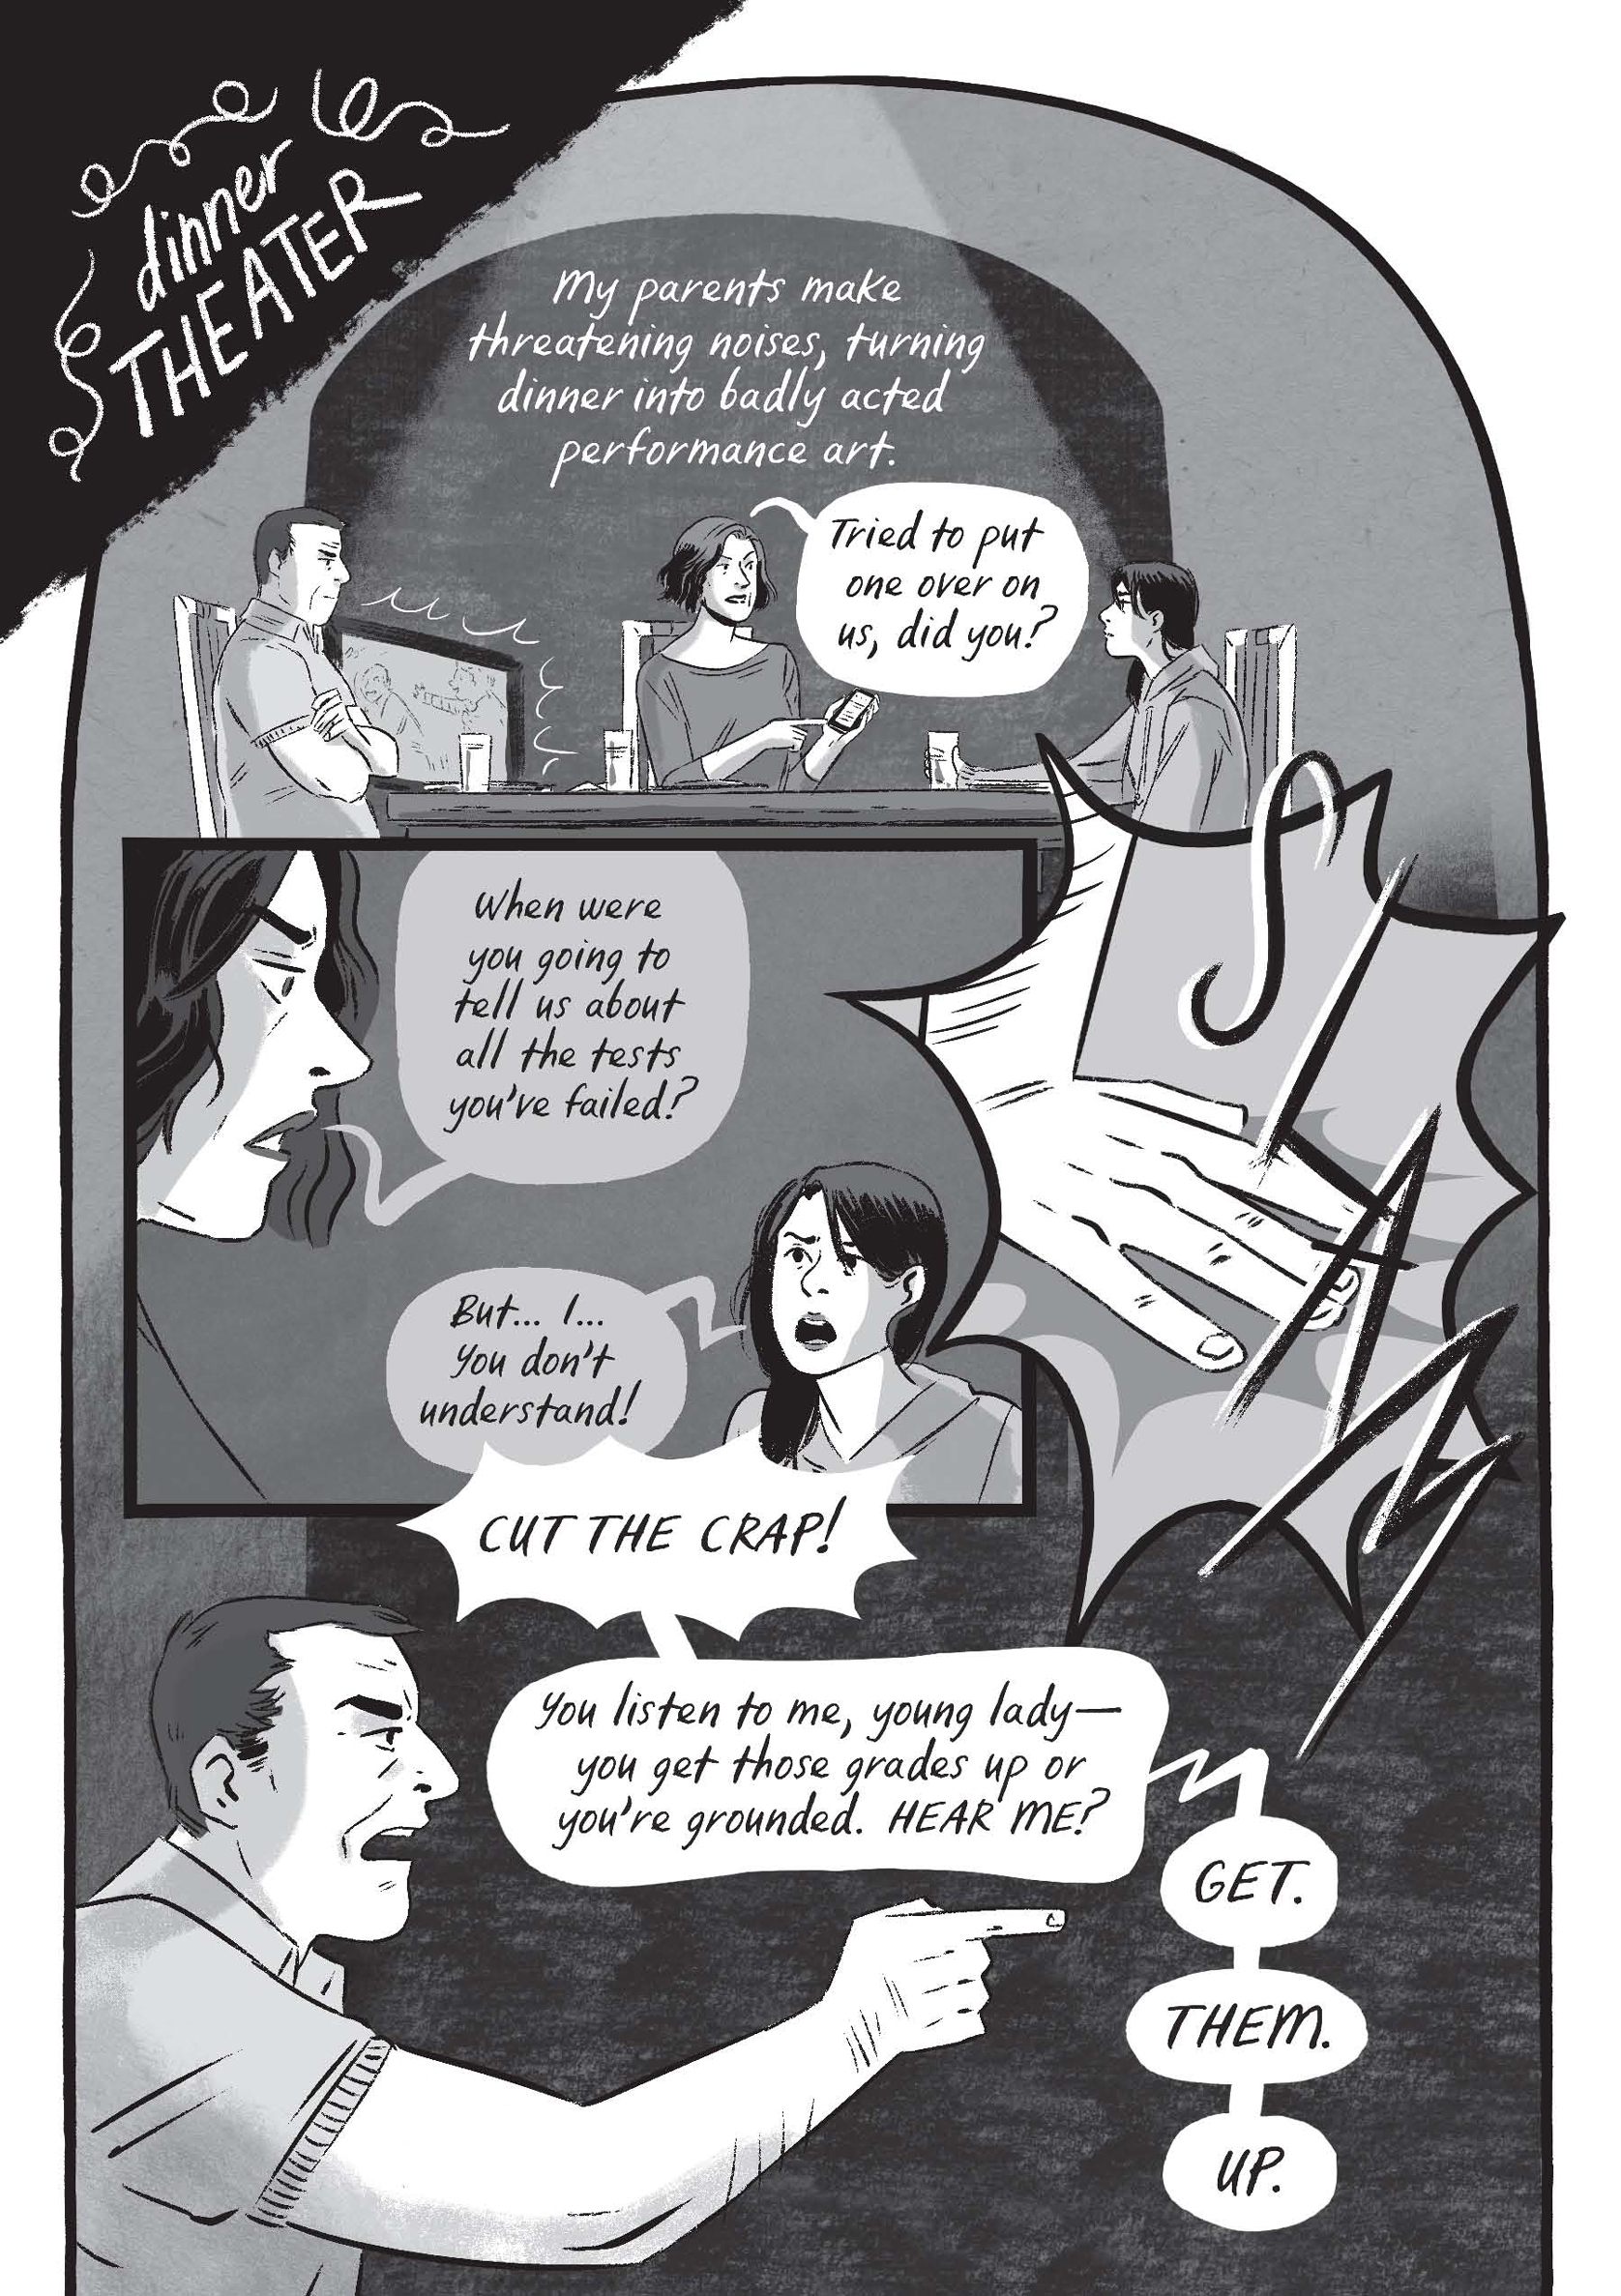 dinner
THEATER
My parents make
threatening noises, turning
dinner into badly acted
performance art.
Tried to put
one over on
us, did you?
When were
you going to
tell us about
all the tests
you've failed?
SLAM
But... I...
You don't
understand!
CUT THE CRAP!
You listen to me, young lady—
you get those grades up or
you're grounded. HEAR ME?
GET.
THEM.
UP.